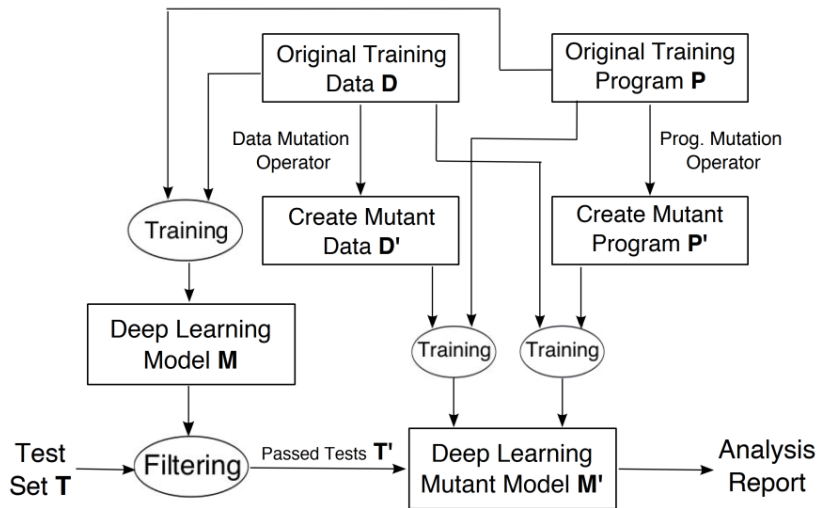 Original Training
Data D
Original Training
Program P
Data Mutation
Operator
Prog. Mutation
Operator
Training
Create Mutant
Data D'
Create Mutant
Program P'
Deep Learning
Model M
Training
Training
Test
Set T
Filtering
Passed Tests T'
Deep Learning
Mutant Model M'
Analysis
Report